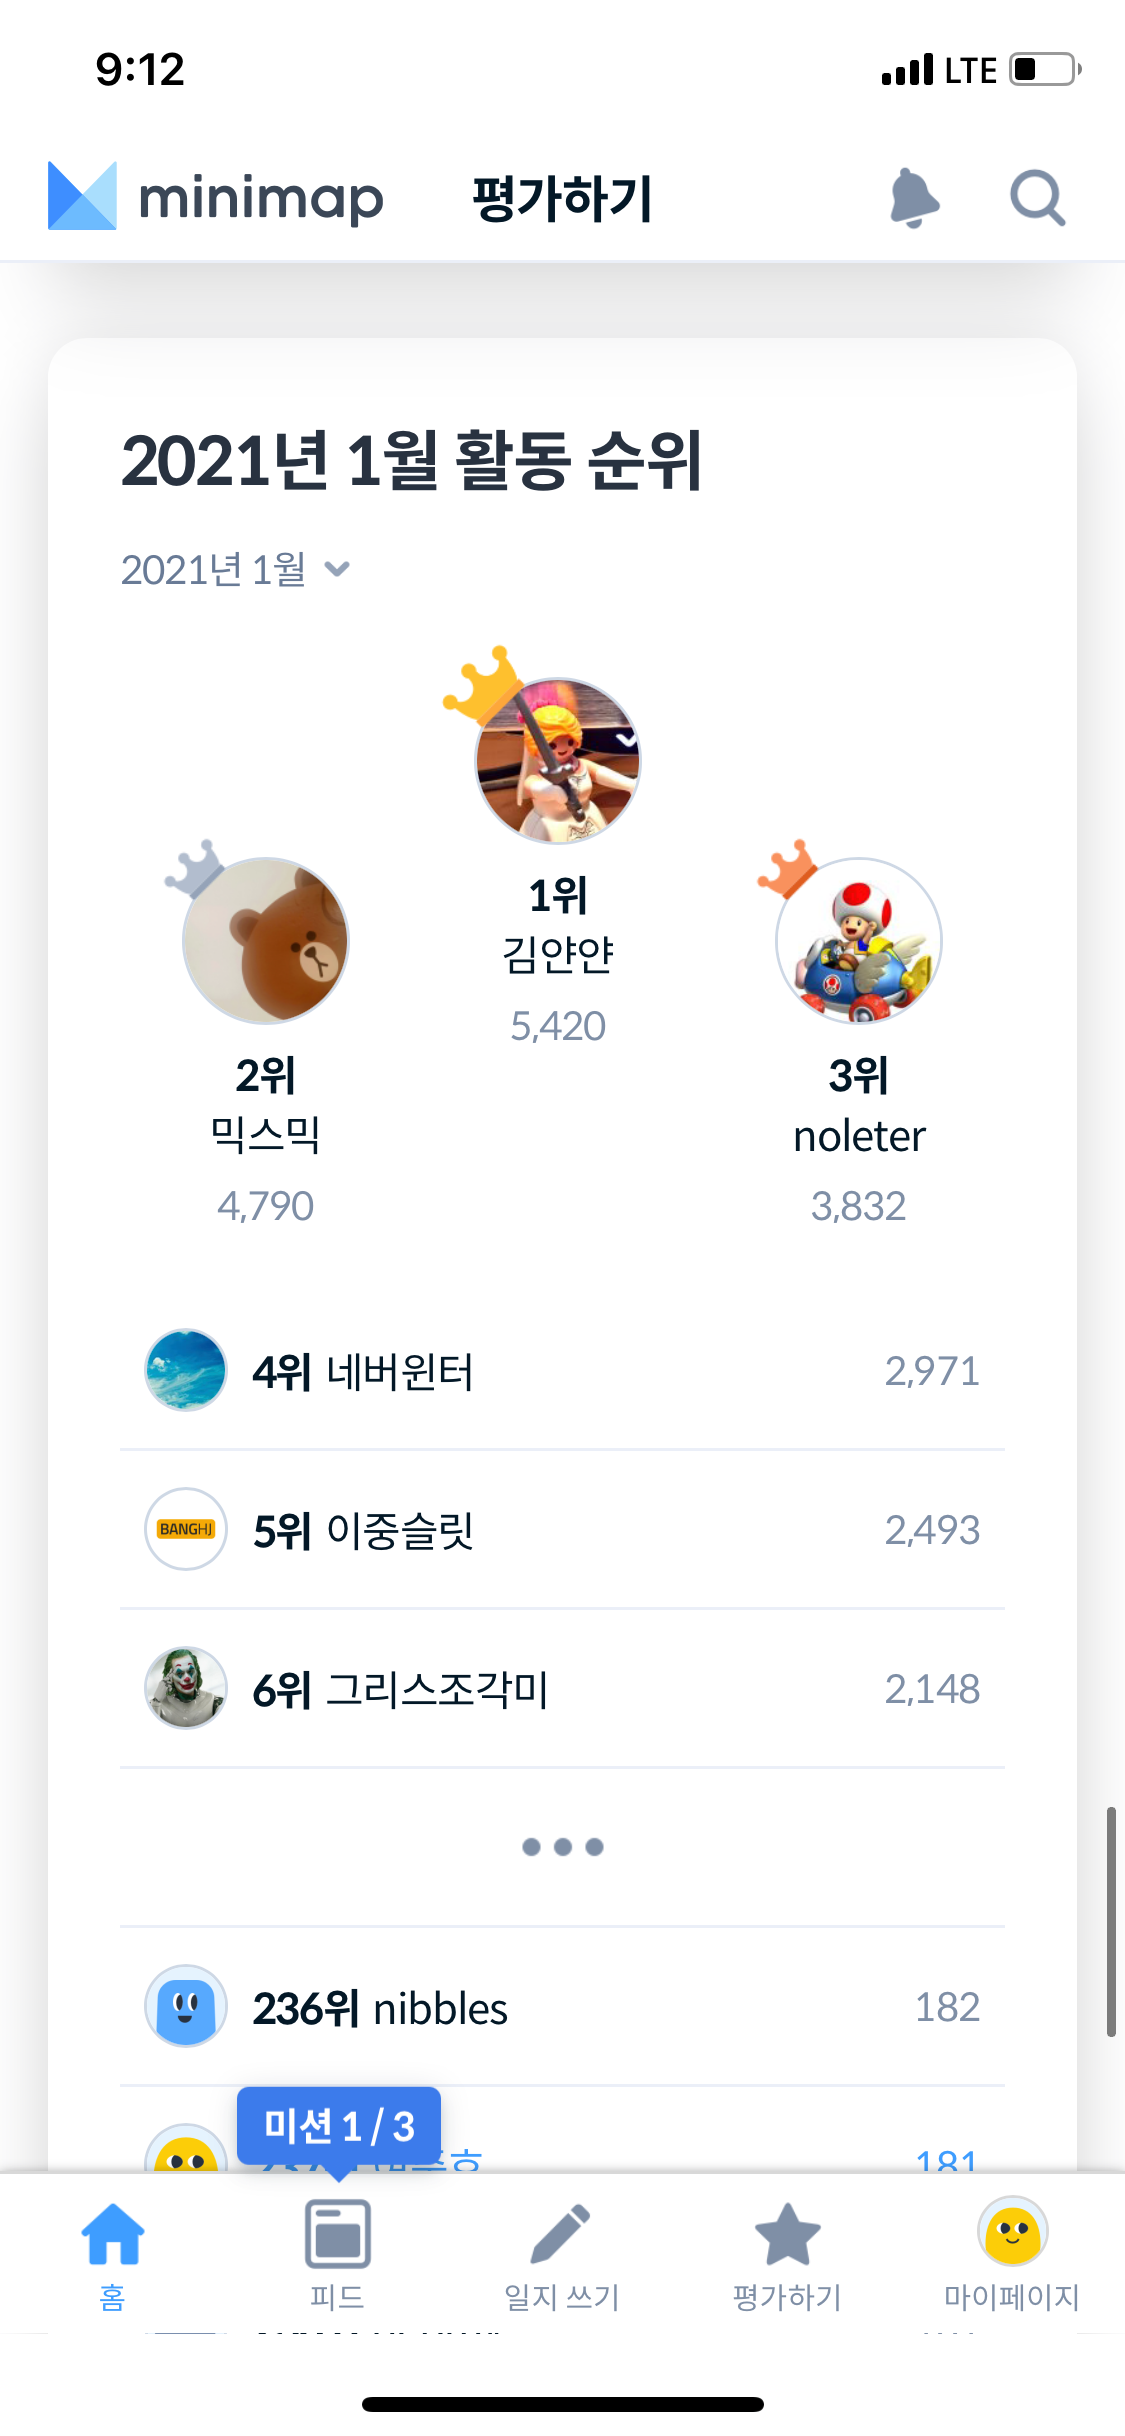 9:12
LTE
minimap
평가하기
2021년 1월 활동 순위
2021년 1월
1위
김얀얀
5,420
2위
믹스믹
4,790
3위
noleter
3,832
4위 네버윈터
2,971
BANGHJ
5위 이중슬릿
2,493
6위 그리스조각미
2,148
236위 nibbles
182
미션 1 / 3
181
홈
피드
일지 쓰기
평가하기
마이페이지